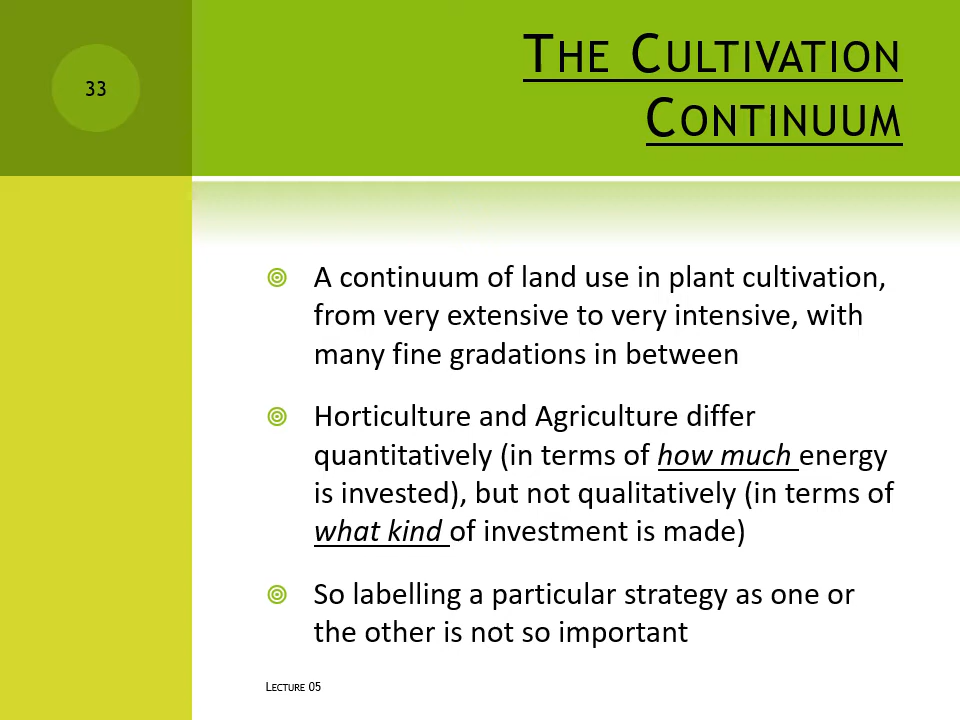 33
The Cultivation
Continuum
A continuum of land use in plant cultivation,
from very extensive to very intensive, with
many fine gradations in between
Horticulture and Agriculture differ
quantitatively (in terms of how much energy
is invested), but not qualitatively (in terms of
what kind of investment is made)
So labelling a particular strategy as one or
the other is not so important
Lecture 05